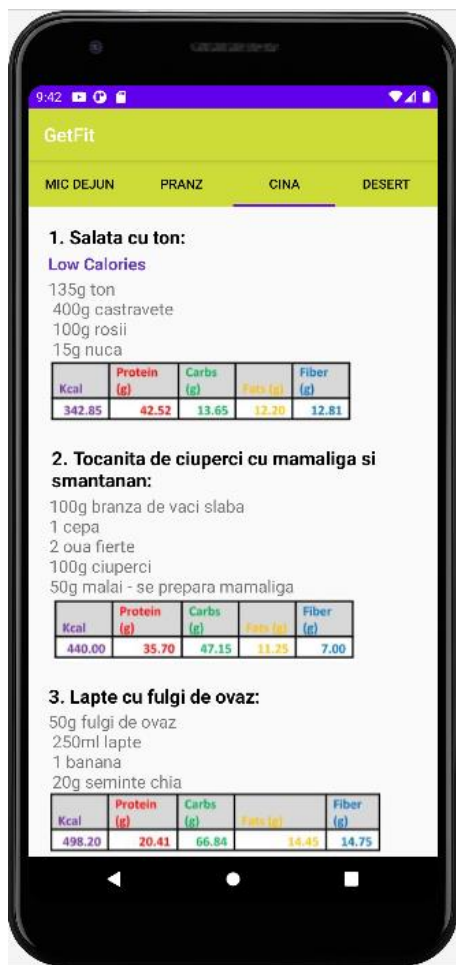 9:42
GetFit
MIC DEJUN PRANZ CINA DESERT
1. Salata cu ton:
Low Calories
135g ton
400g castravete
100g rosii
15g nuca
Kcal Protein (g) Carbs (g) Fats (g) Fiber (g)
342.85 42.52 13.65 12.20 12.81
2. Tocanita de ciuperci cu mamaliga si
smantanan:
100g branza de vaci slaba
1 cepa
2 oua fierte
100g ciuperci
50g malai - se prepara mamaliga
Kcal Protein (g) Carbs (g) Fats (g) Fiber (g)
440.00 35.70 47.15 11.25 7.00
3. Lapte cu fulgi de ovaz:
50g fulgi de ovaz
250ml lapte
1 banana
20g seminte chia
Kcal Protein (g) Carbs (g) Fats (g) Fiber (g)
498.20 20.41 66.84 14.45 14.75